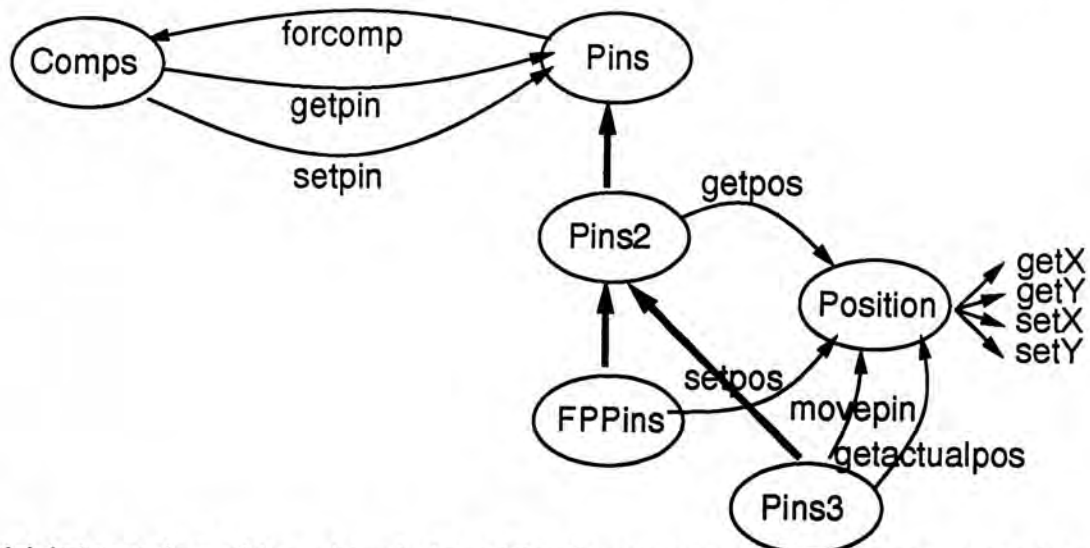 forcomp
Comps
Pins
getpin
setpin
getpos
Pins2
getX
getY
Position
setX
setY
setpos
FPPins
movepin
getactualpos
Pins3